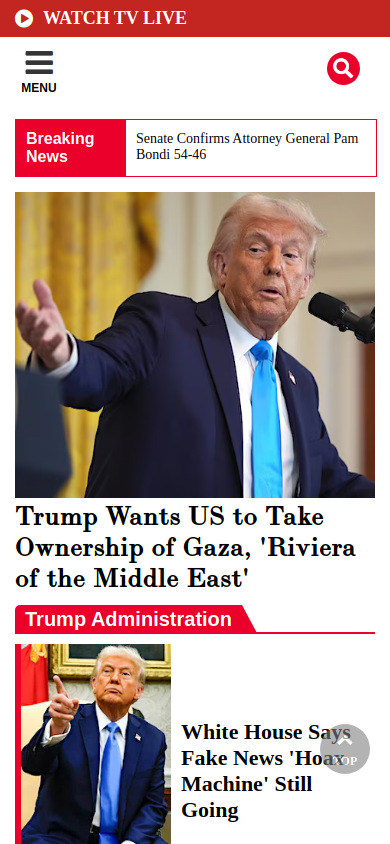 WATCH TV LIVE
MENU
Breaking
News
Senate Confirms Attorney General Pam
Bondi 54-46
Trump Wants US to Take
Ownership of Gaza, 'Riviera
of the Middle East'
Trump Administration
White House Says
Fake News 'Hoax
Machine' Still
Going
TOP